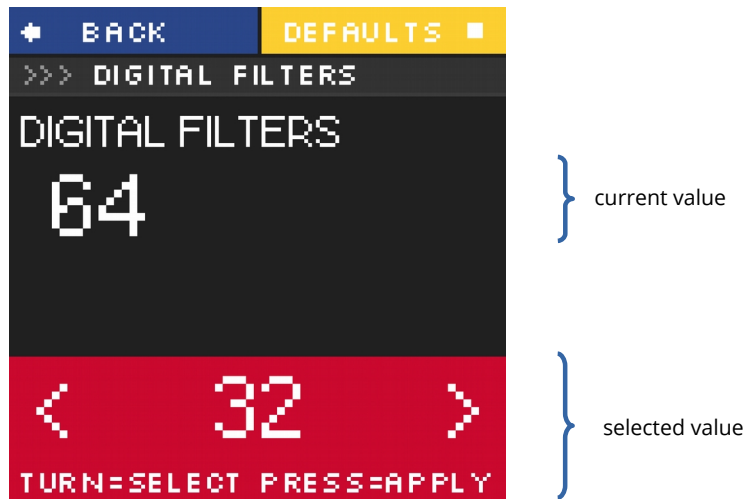 BACK DEFAULTS
>>> DIGITAL FILTERS
DIGITAL FILTERS
64
current value
< 32 >
selected value
TURN=SELECT PRESS=APPLY